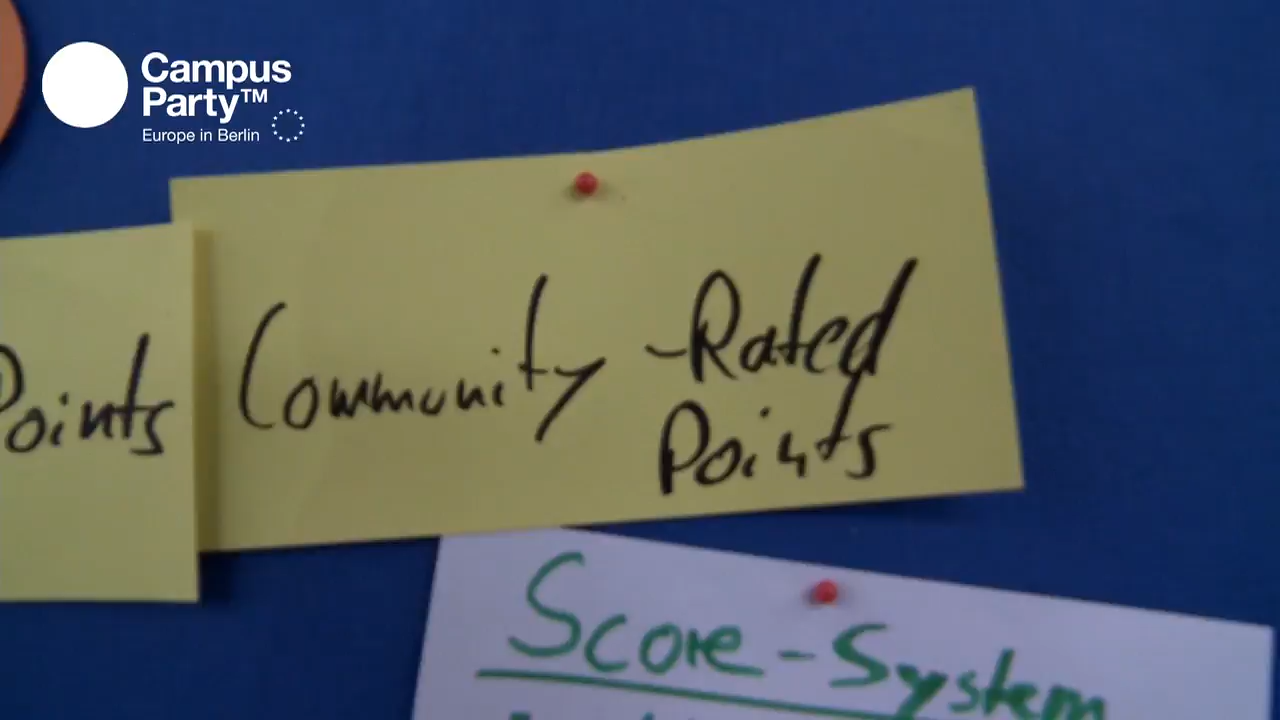 Campus
Party™
Europe in Berlin
Points
Community -Rated
Points
Score-System